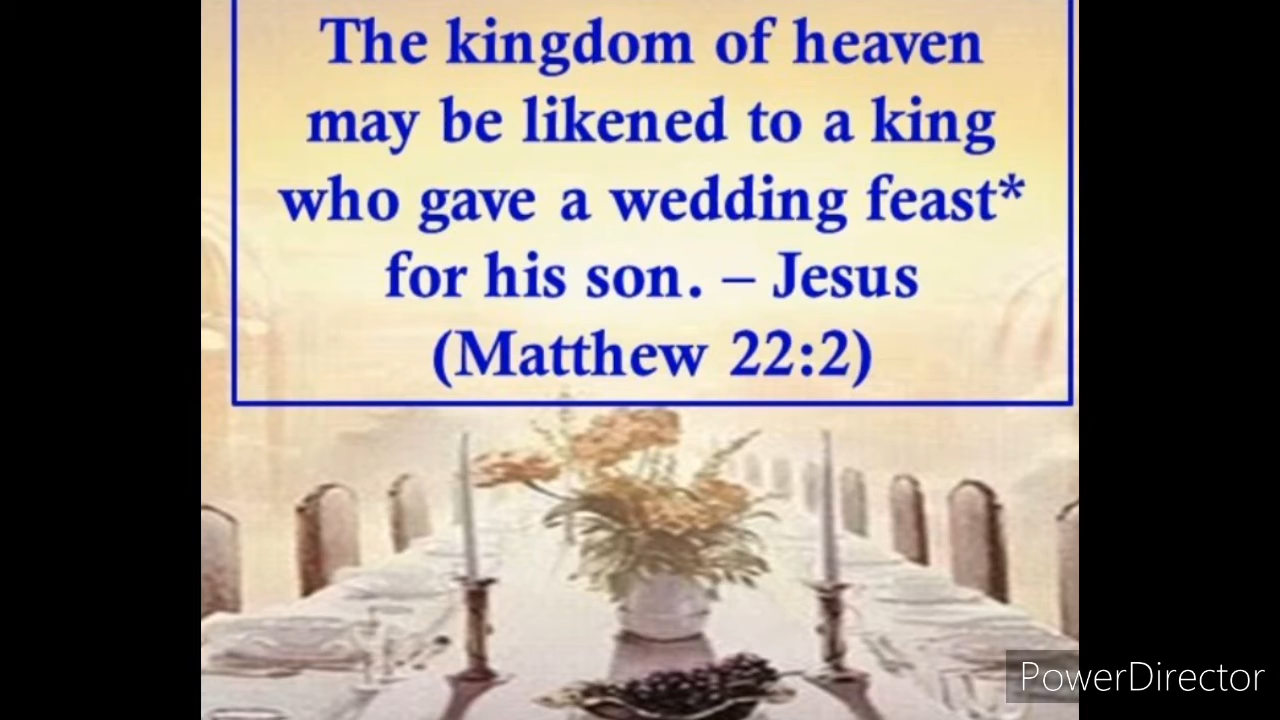 The kingdom of heaven
may be likened to a king
who gave a wedding feast*
for his son. – Jesus
(Matthew 22:2)
PowerDirector